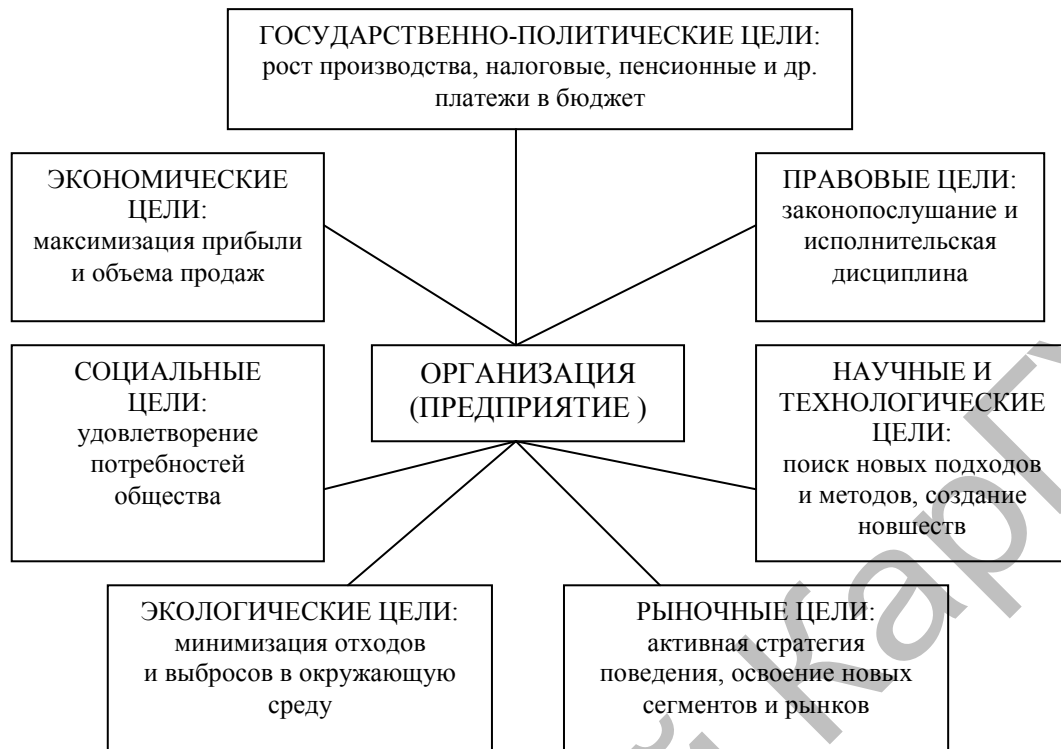 ГОСУДАРСТВЕННО-ПОЛИТИЧЕСКИЕ ЦЕЛИ:
рост производства, налоговые, пенсионные и др.
платежи в бюджет
ЭКОНОМИЧЕСКИЕ
ЦЕЛИ:
максимизация прибыли
и объема продаж
ПРАВОВЫЕ ЦЕЛИ:
законопослушание и
исполнительская
дисциплина
СОЦИАЛЬНЫЕ
ЦЕЛИ:
удовлетворение
потребностей
общества
ОРГАНИЗАЦИЯ
(ПРЕДПРИЯТИЕ )
НАУЧНЫЕ И
ТЕХНОЛОГИЧЕСКИЕ
ЦЕЛИ:
поиск новых подходов
и методов, создание
новшеств
ЭКОЛОГИЧЕСКИЕ ЦЕЛИ:
минимизация отходов
и выбросов в окружающую
среду
РЫНОЧНЫЕ ЦЕЛИ:
активная стратегия
поведения, освоение новых
сегментов и рынков